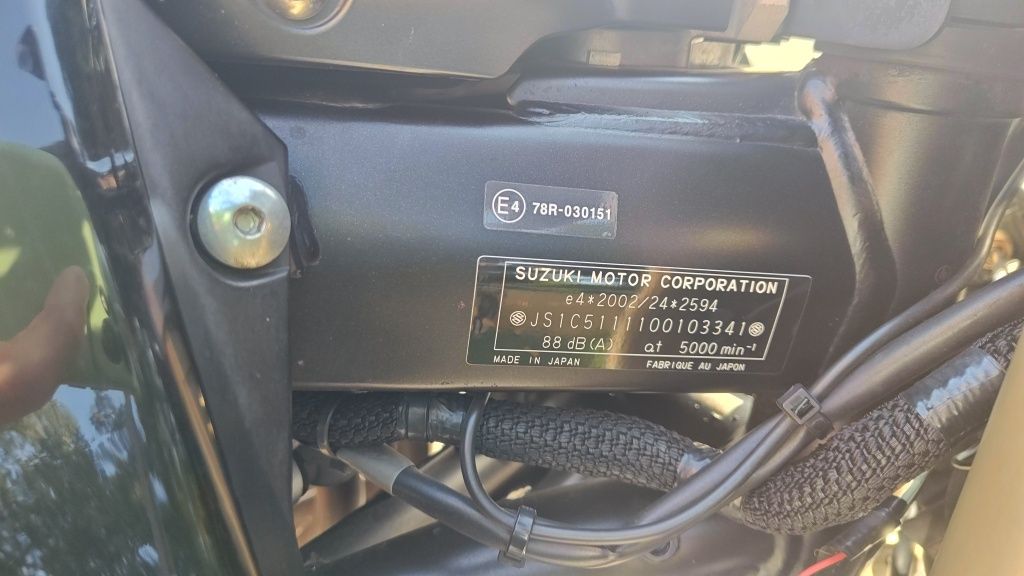 E4 78R-030151
SUZUKI MOTOR CORPORATION
e4*2002/24*2594
JS1C5111100103341
88 dB(A) at 5000 min⁻¹
MADE IN JAPAN FABRIQUE AU JAPON